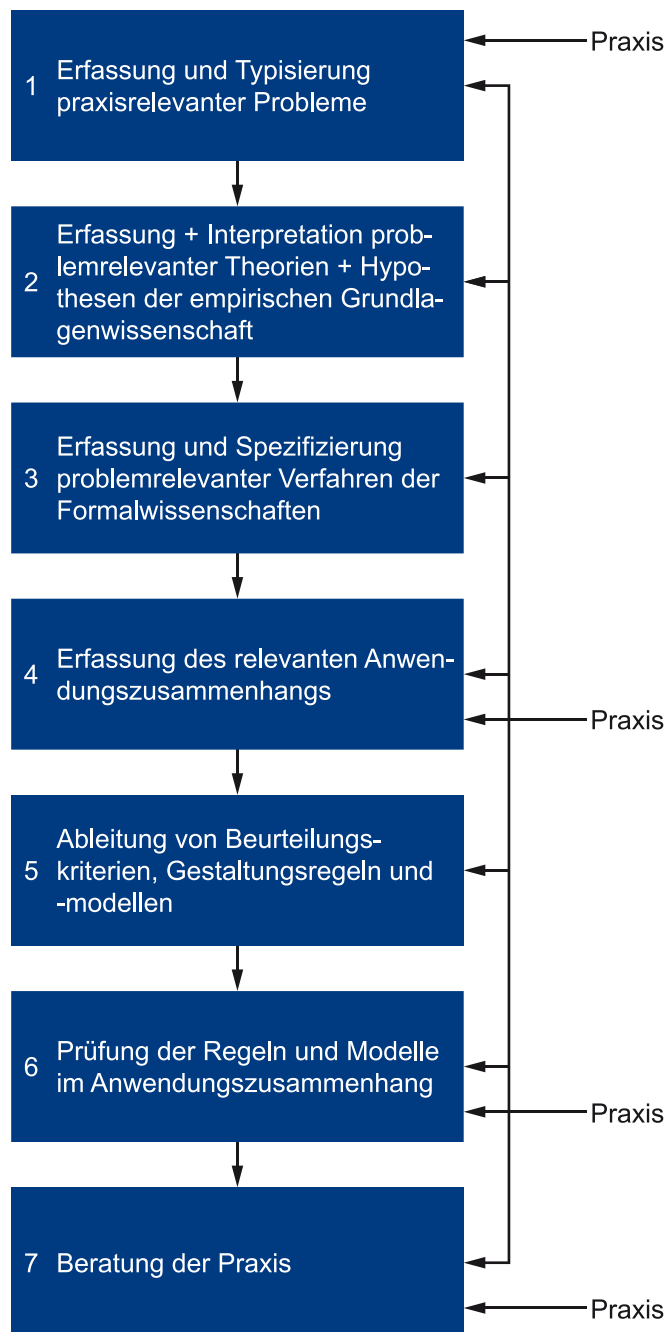 Praxis
1 Erfassung und Typisierung
praxisrelevanter Probleme
Erfassung + Interpretation prob-
2 lemrelevanter Theorien + Hypo-
thesen der empirischen Grundla-
genwissenschaft
Erfassung und Spezifizierung
3 problemrelevanter Verfahren der
Formalwissenschaften
4 Erfassung des relevanten Anwen-
dungszusammenhangs
Praxis
Ableitung von Beurteilungs-
5 kriterien, Gestaltungsregeln und
-modellen
6 Prüfung der Regeln und Modelle
im Anwendungszusammenhang
Praxis
7 Beratung der Praxis
Praxis